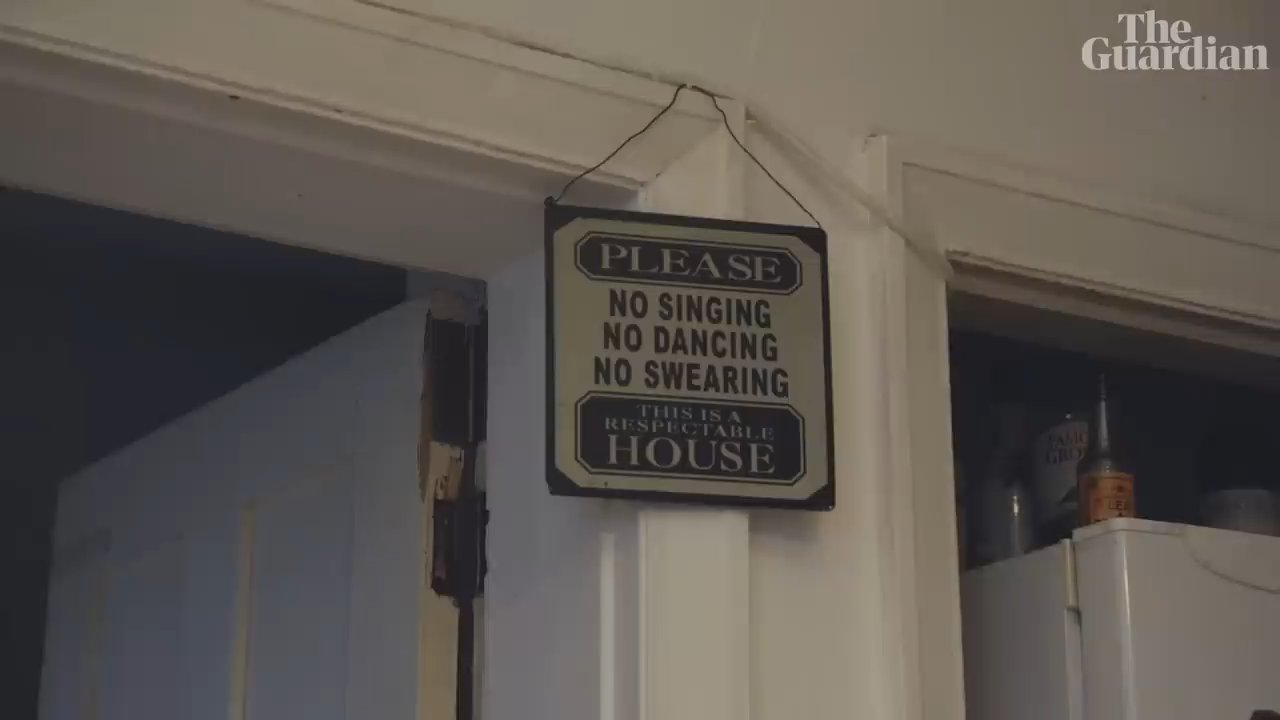 The
Guardian
PLEASE
NO SINGING
NO DANCING
NO SWEARING
THIS IS A
RESPECTABLE
HOUSE